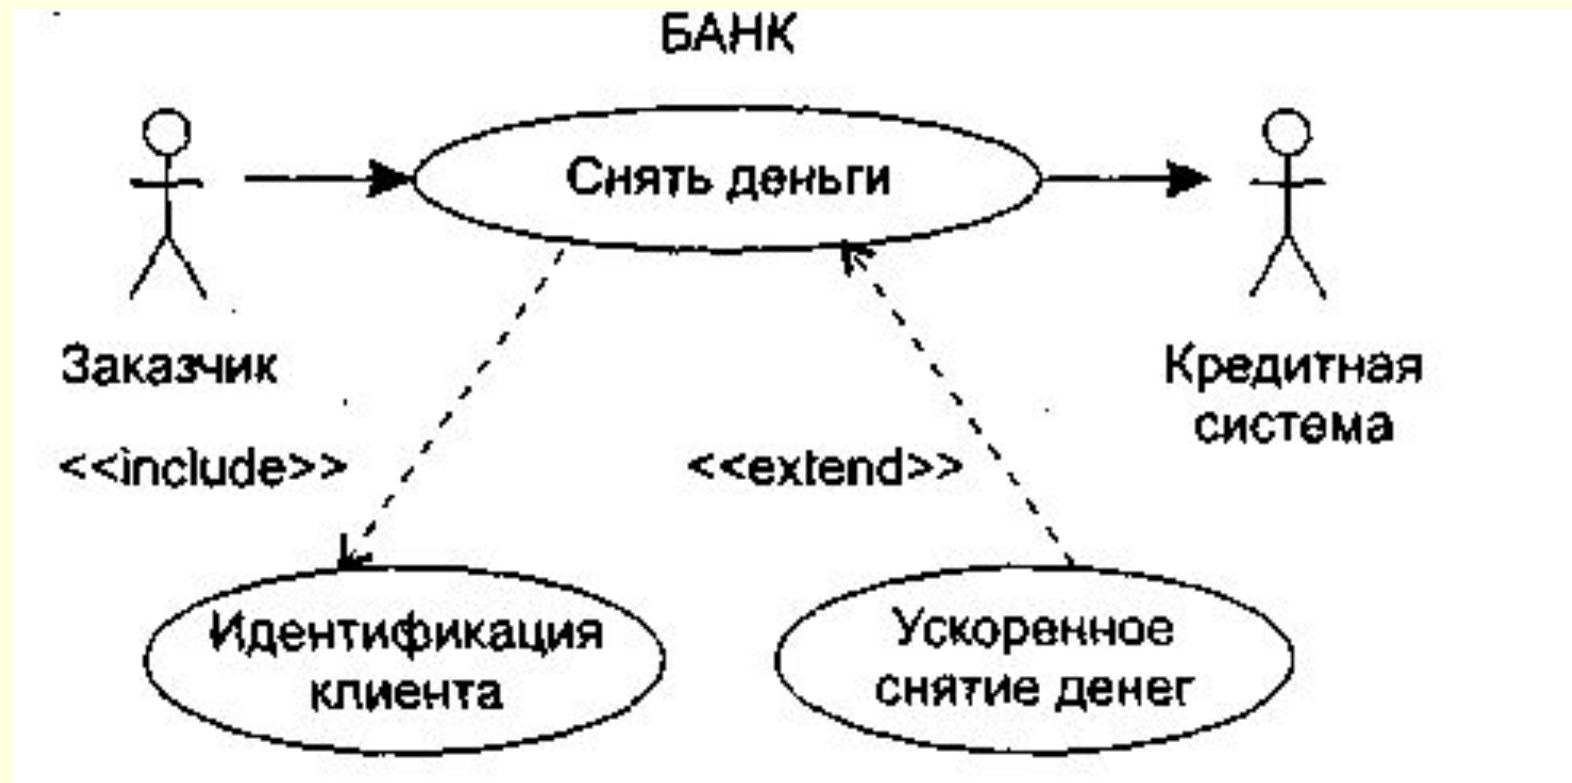 БАНК
Снять деньги
Заказчик
Кредитная
система
<<include>>
<<extend>>
Идентификация
клиента
Ускоренное
снятие денег